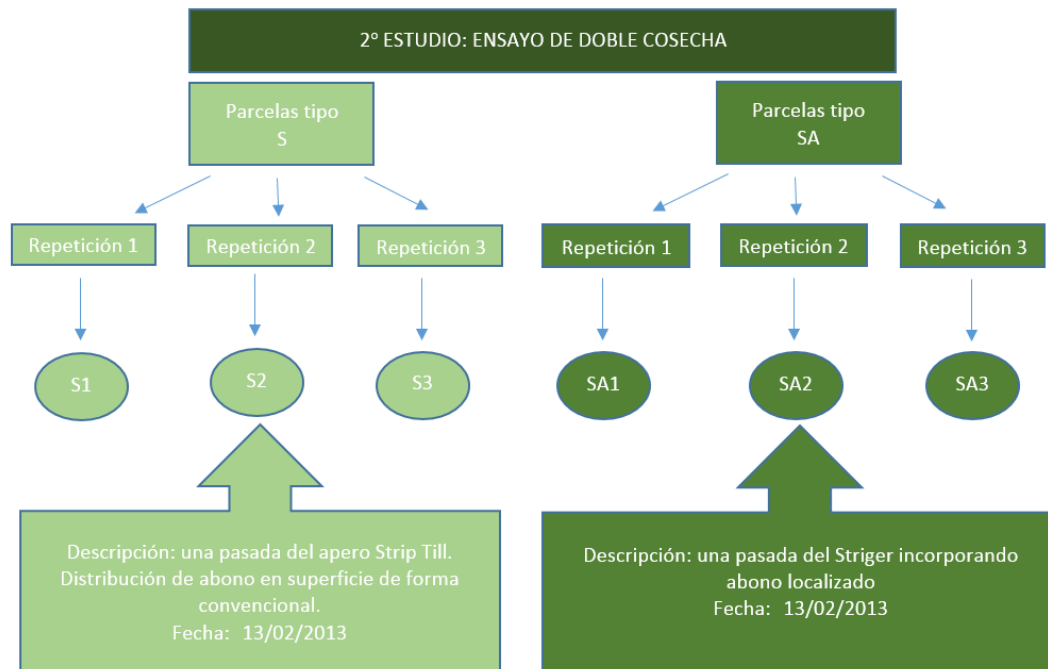 2º ESTUDIO: ENSAYO DE DOBLE COSECHA
Parcelas tipo
S
Parcelas tipo
SA
Repetición 1
Repetición 2
Repetición 3
Repetición 1
Repetición 2
Repetición 3
S1
S2
S3
SA1
SA2
SA3
Descripción: una pasada del apero Strip Till.
Distribución de abono en superficie de forma
convencional.
Fecha: 13/02/2013
Descripción: una pasada del Striger incorporando
abono localizado
Fecha: 13/02/2013